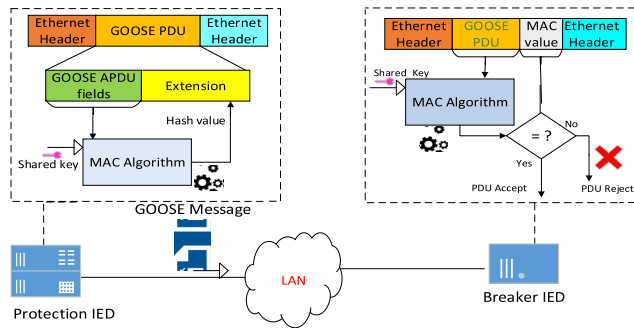 Ethernet Header
GOOSE PDU
Ethernet Header
GOOSE APDU fields
Extension
Hash value
Shared key
MAC Algorithm
GOOSE Message
Protection IED
LAN
Ethernet Header
GOOSE PDU
MAC value
Ethernet Header
Shared Key
MAC Algorithm
= ?
No
Yes
PDU Accept
PDU Reject
Breaker IED